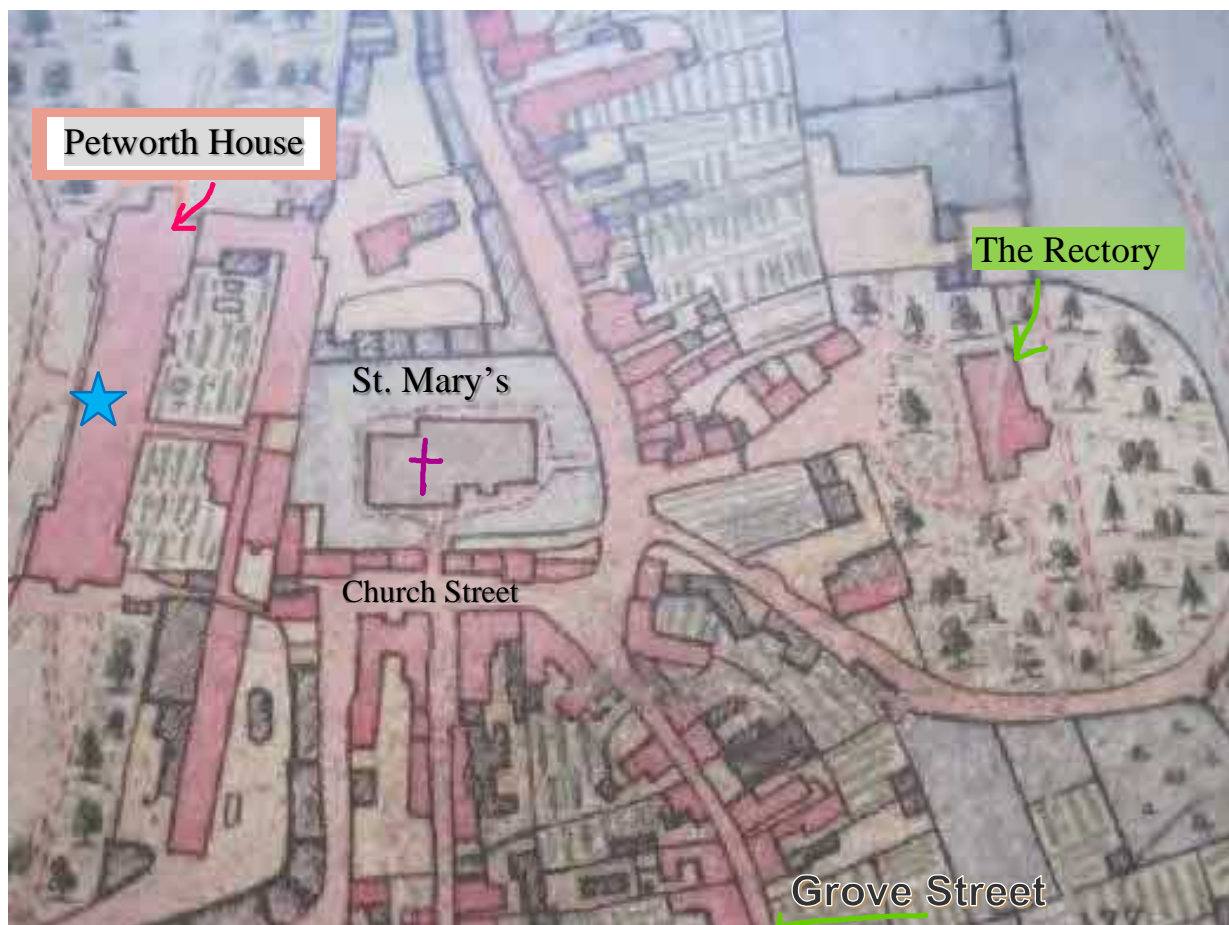 Petworth House
The Rectory
St. Mary's
Church Street
Grove Street